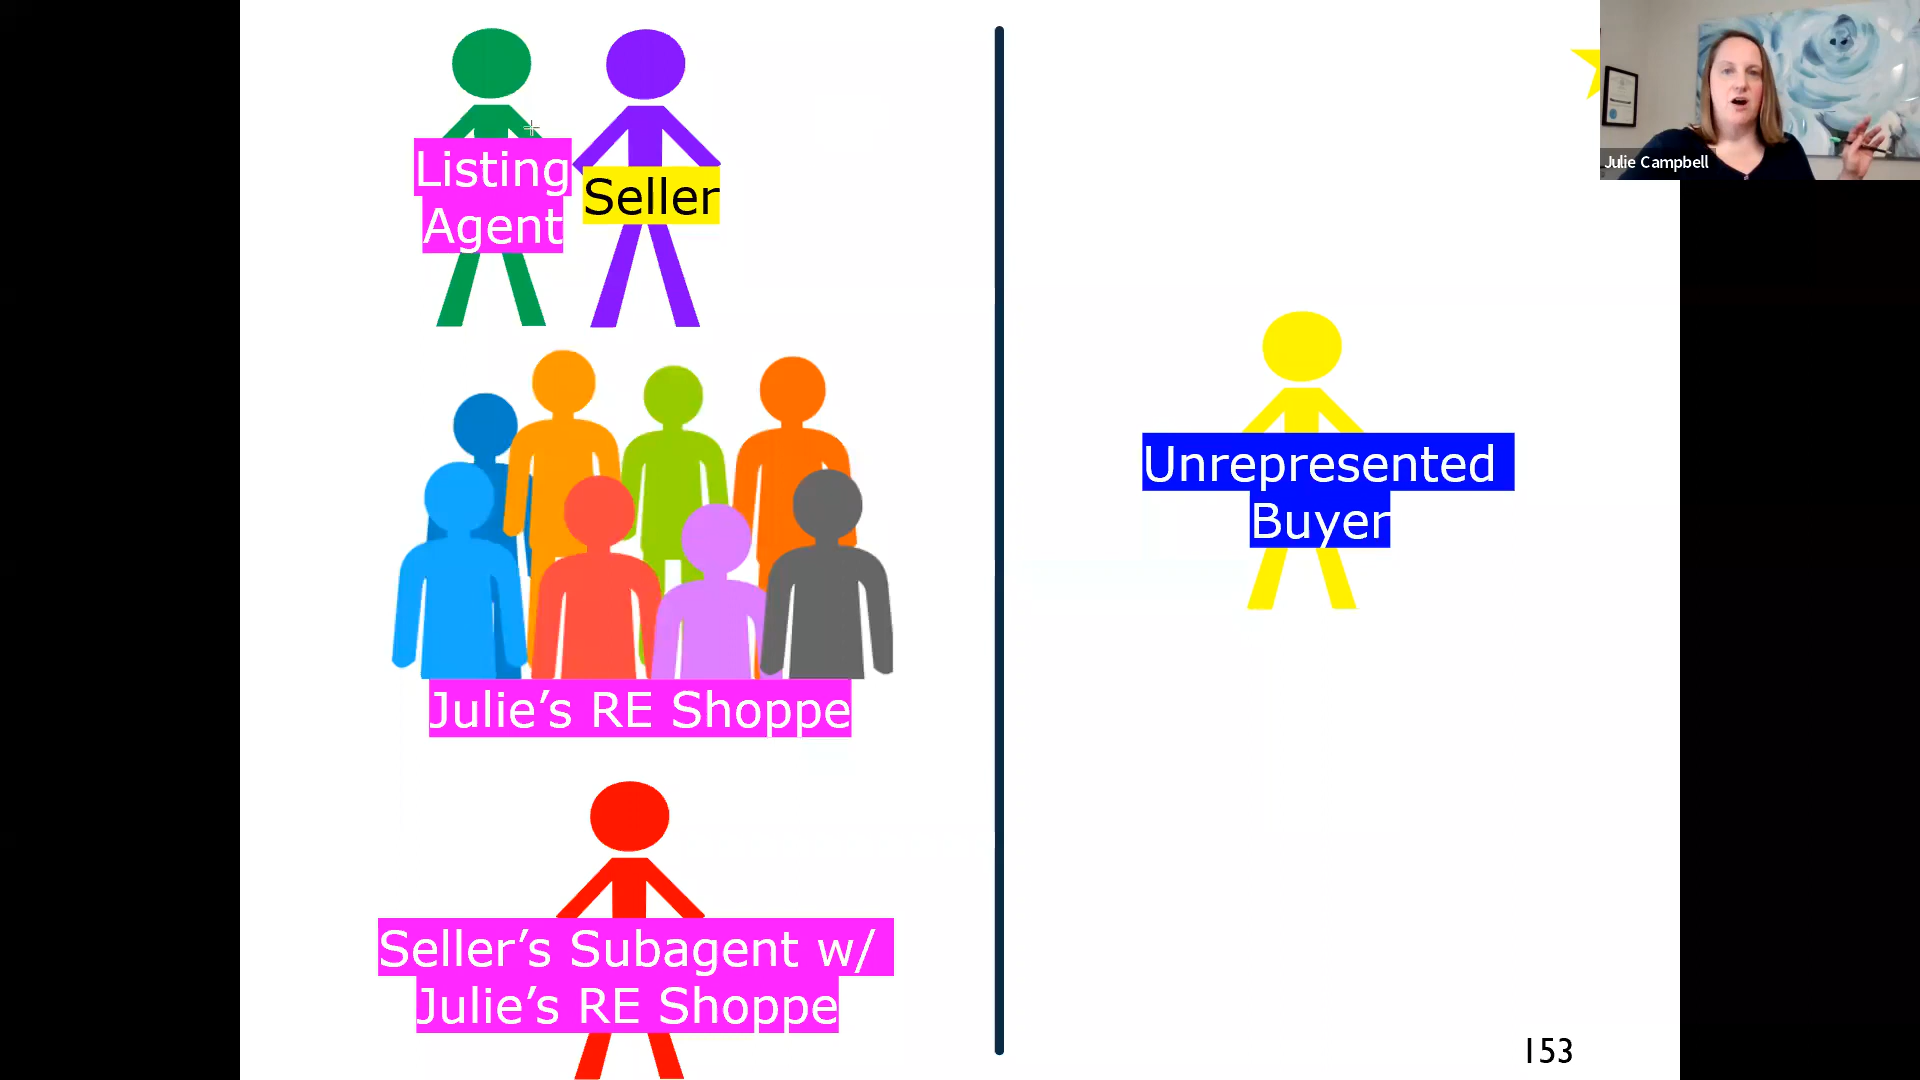 Listing
Agent
Seller
Julie Campbell
Unrepresented
Buyer
Julie’s RE Shoppe
Seller’s Subagent w/
Julie’s RE Shoppe
153